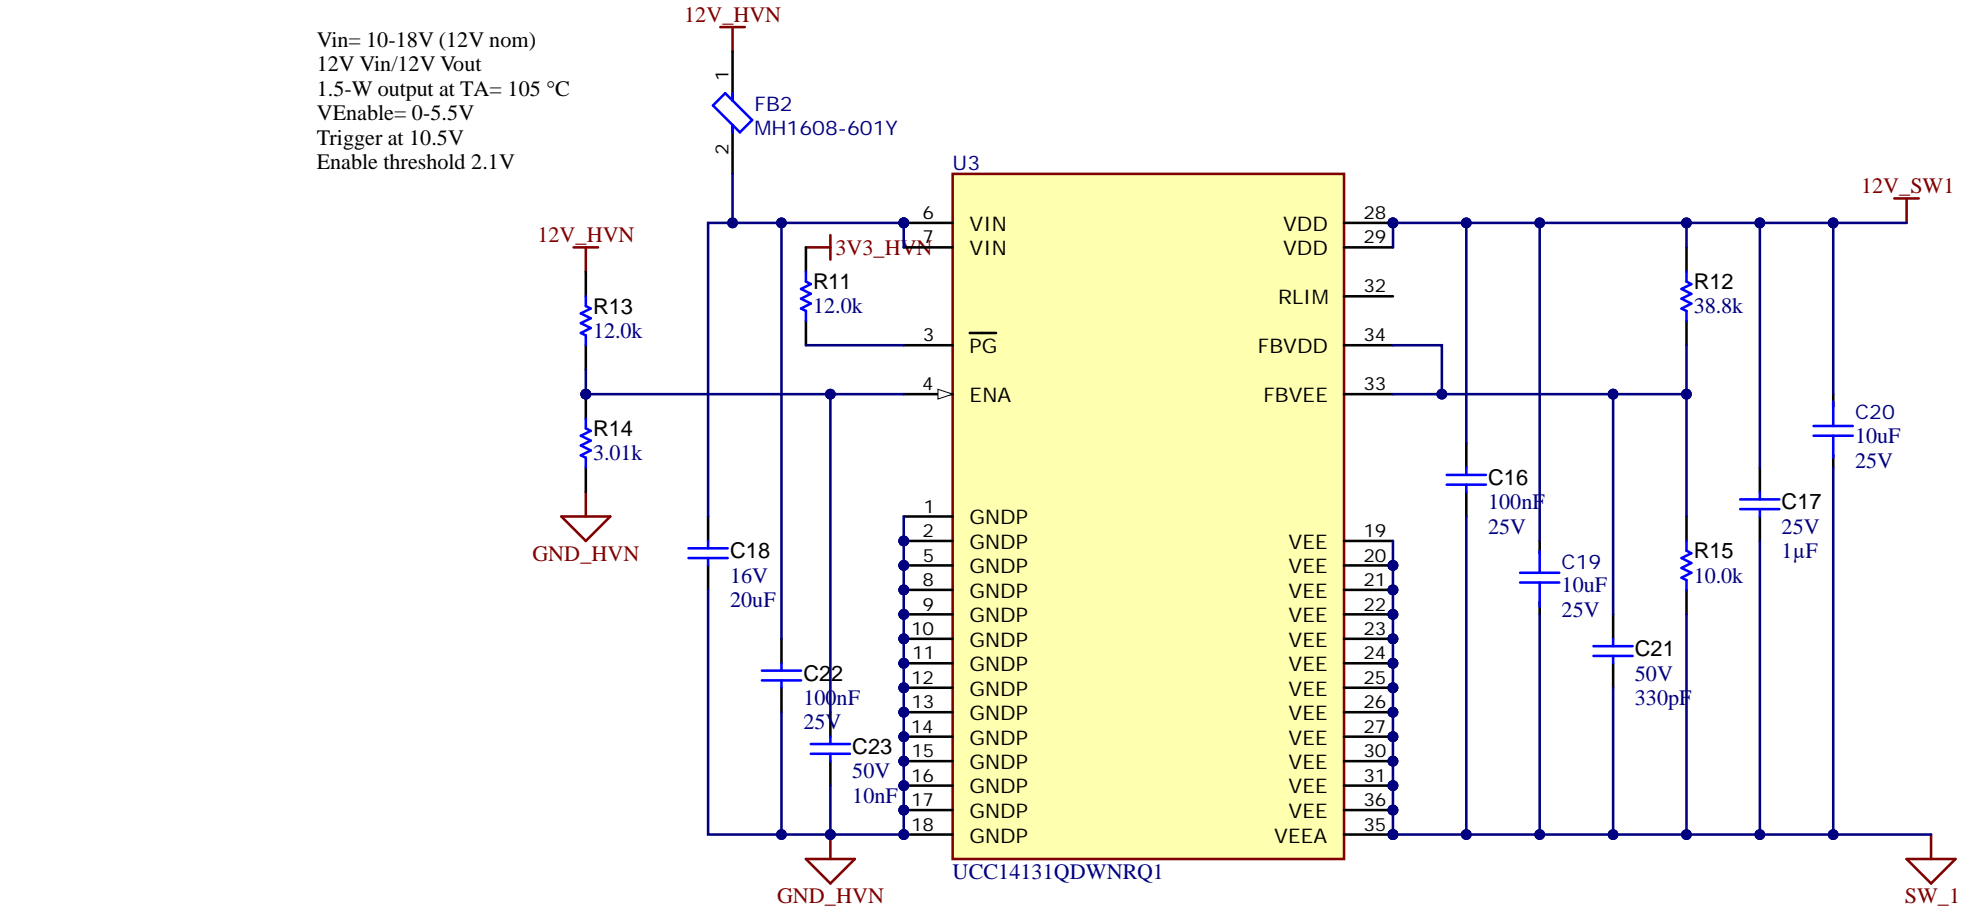 12V_HVN
Vin= 10-18V (12V nom)
12V Vin/12V Vout
1.5-W output at TA= 105 °C
VEnable= 0-5.5V
Trigger at 10.5V
Enable threshold 2.1V
1
FB2
MH1608-601Y
2
U3
12V_SW1
12V_HVN
3V3_HVN
R11
12.0k
R13
12.0k
R14
3.01k
GND_HVN
C18
16V
20uF
C22
100nF
25V
C23
50V
10nF
GND_HVN
6 VIN
7 VIN
3 PG
4 ENA
1 GNDP
2 GNDP
5 GNDP
8 GNDP
9 GNDP
10 GNDP
11 GNDP
12 GNDP
13 GNDP
14 GNDP
15 GNDP
16 GNDP
17 GNDP
18 GNDP
VDD 28
VDD 29
RLIM 32
FBVDD 34
FBVEE 33
VEE 19
VEE 20
VEE 21
VEE 22
VEE 23
VEE 24
VEE 25
VEE 26
VEE 27
VEE 30
VEE 31
VEE 36
VEEA 35
UCC14131QDWNRQ1
R12
38.8k
C20
10uF
25V
C16
100nF
25V
C17
25V
1µF
C19
10uF
25V
R15
10.0k
C21
50V
330pF
SW_1